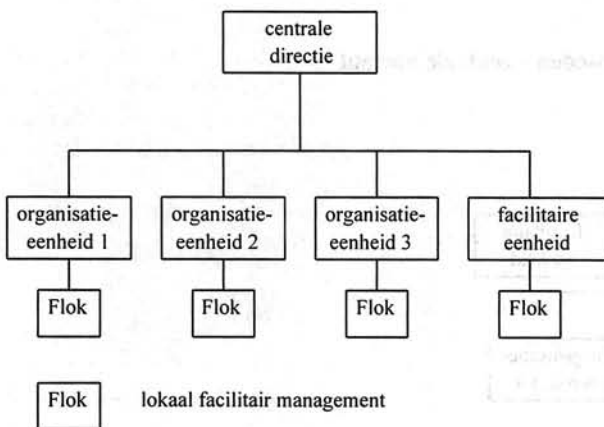 centrale
directie
organisatie-
eenheid 1
organisatie-
eenheid 2
organisatie-
eenheid 3
facilitaire
eenheid
Flok
Flok
Flok
Flok
Flok
lokaal facilitair management